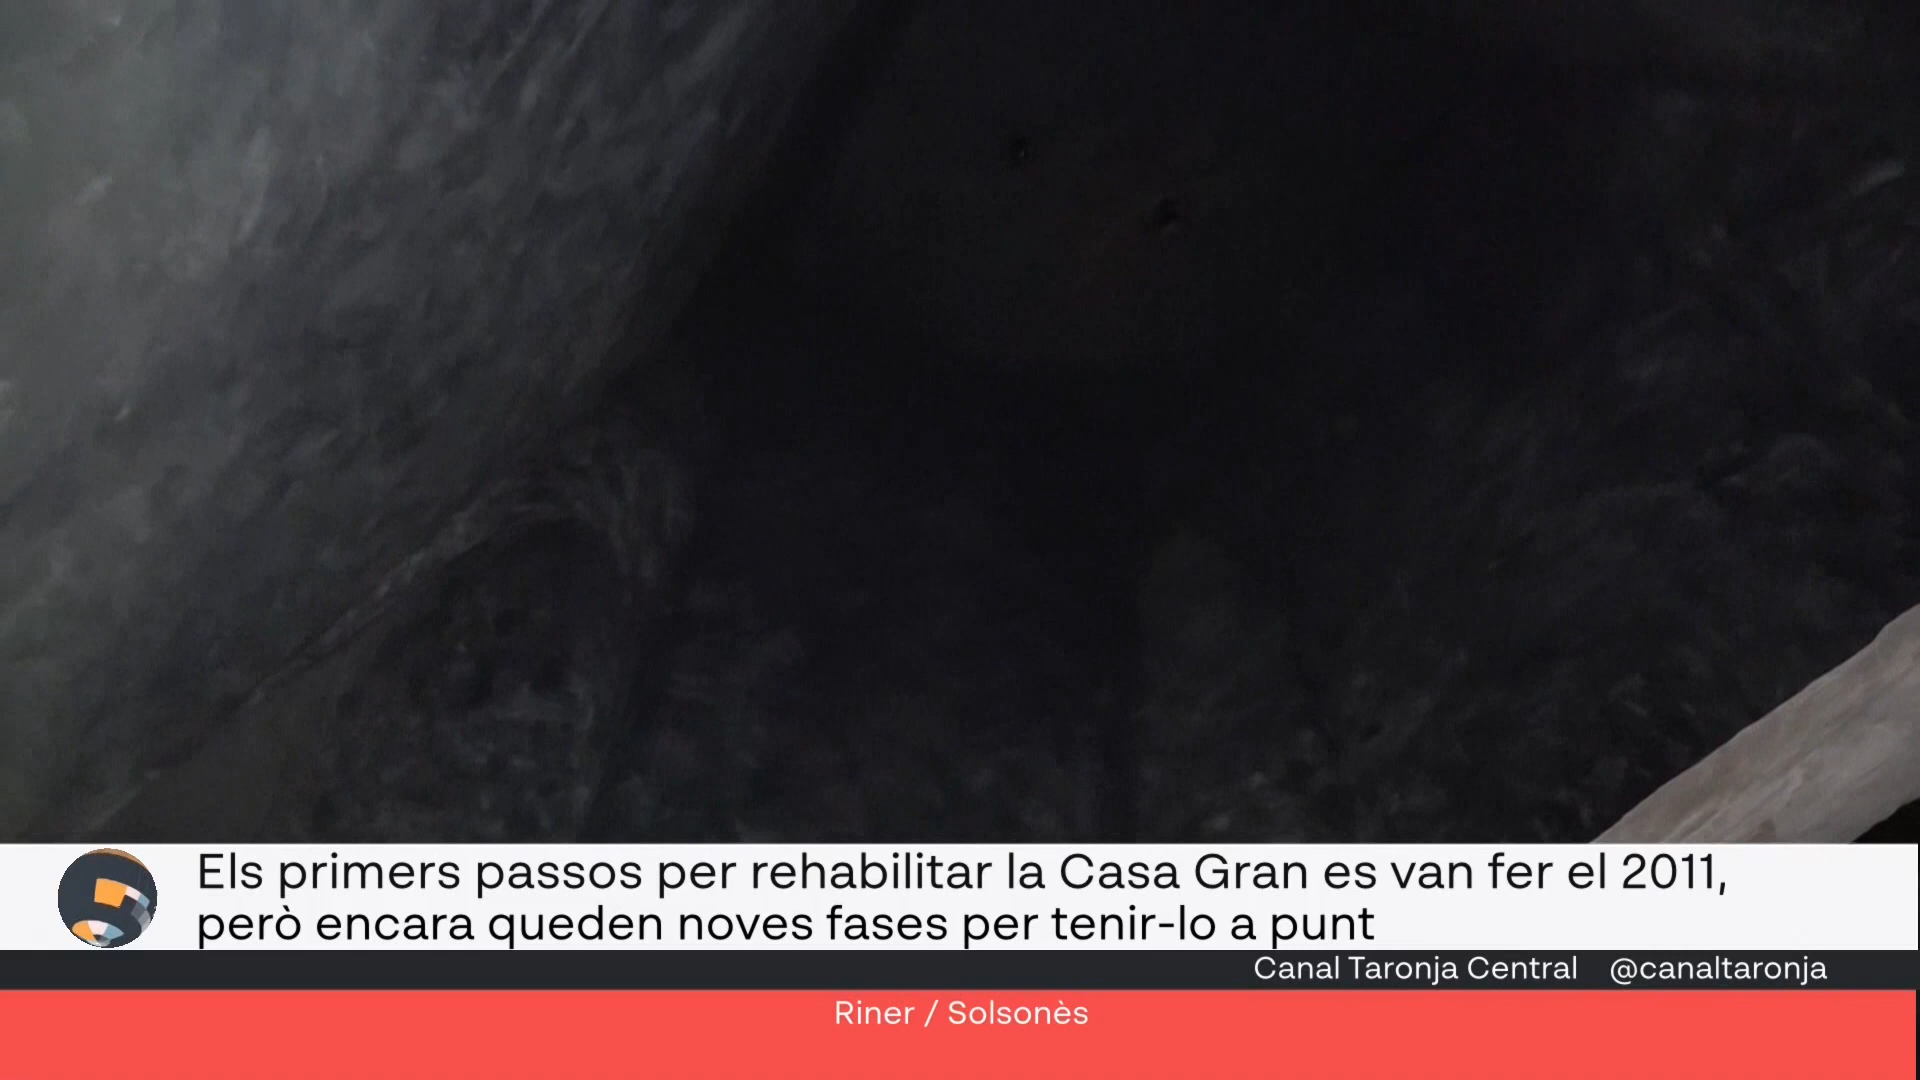 Els primers passos per rehabilitar la Casa Gran es van fer el 2011,
però encara queden noves fases per tenir-lo a punt
Canal Taronja Central @canaltaronja
Riner / Solsonès